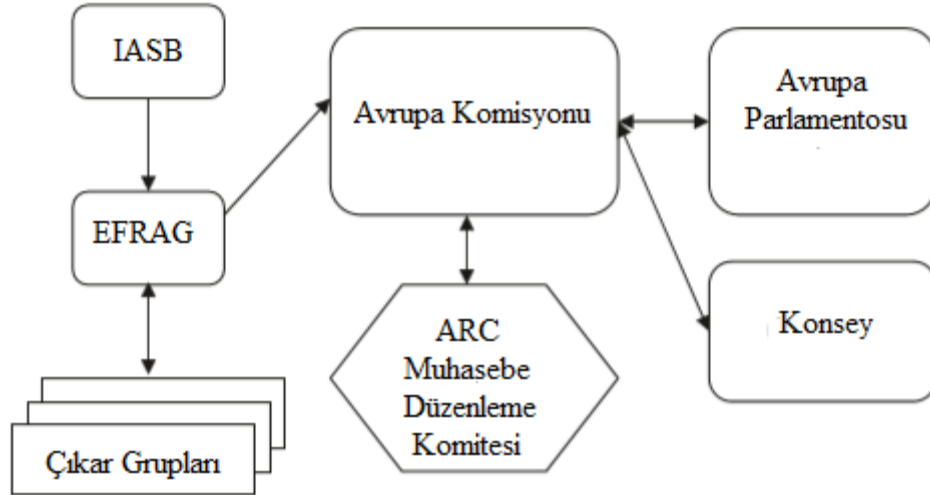 IASB
EFRAG
Çıkar Grupları
Avrupa Komisyonu
ARC
Muhasebe
Düzenleme
Komitesi
Avrupa
Parlamentosu
Konsey